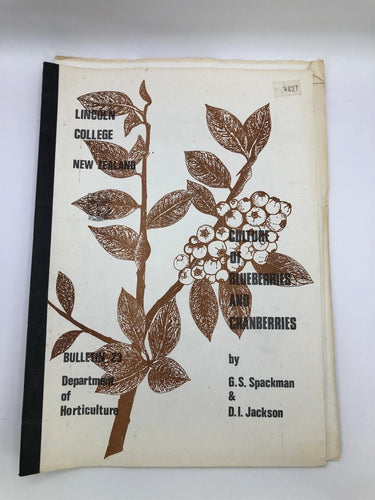 LINCOLN
COLLEGE
NEW ZEALAND
CULTURE
OF
BLUEBERRIES
AND
CRANBERRIES
BULLETIN 23
Department
of
Horticulture
by
G.S. Spackman
&
D.I. Jackson